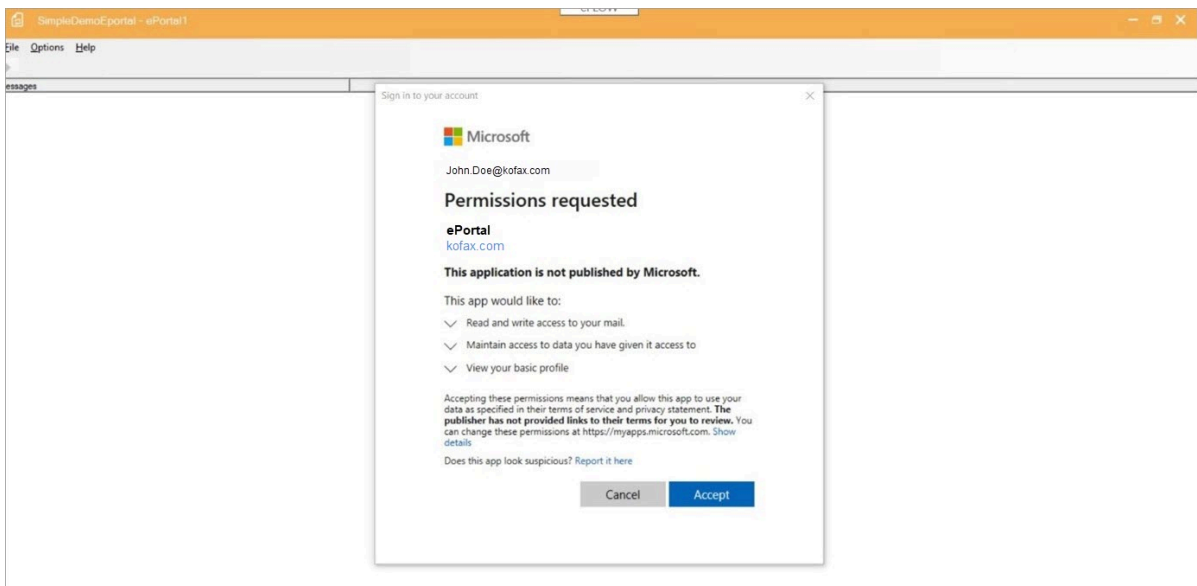 SimpleDemoEportal - ePortal1
File Options Help
essages
Sign in to your account
Microsoft
John.Doe@kofax.com
Permissions requested
ePortal
kofax.com
This application is not published by Microsoft.
This app would like to:
Read and write access to your mail.
Maintain access to data you have given it access to
View your basic profile
Accepting these permissions means that you allow this app to use your
data as specified in their terms of service and privacy statement. The
publisher has not provided links to their terms for you to review. You
can change these permissions at https://myapps.microsoft.com. Show
details
Does this app look suspicious? Report it here
Cancel Accept